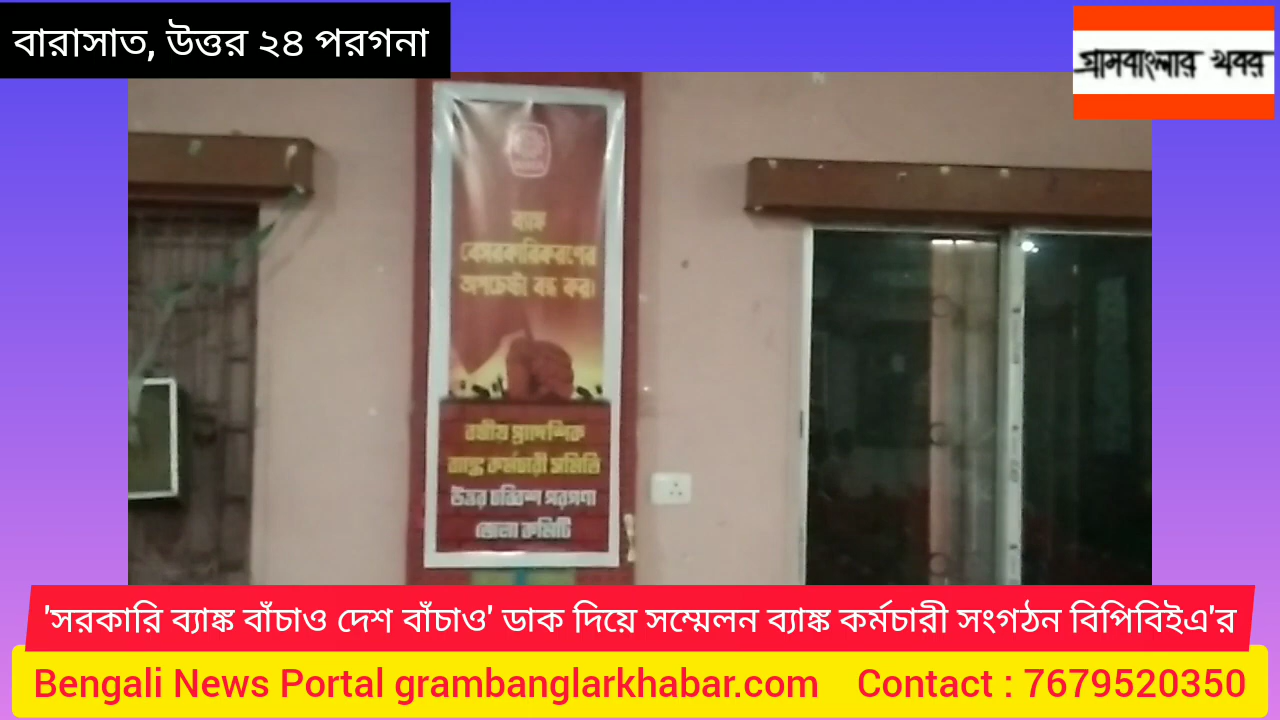 বারাসাত, উত্তর ২৪ পরগনা
গ্রামবাংলার খবর
ব্যাঙ্ক
বেসরকারিকরণের
অপচেষ্টা বন্ধ কর।
বঙ্গীয় প্রাদেশিক
ব্যাঙ্ক কর্মচারী সমিতি
উত্তর চব্বিশ পরগণা
জেলা কমিটি
'সরকারি ব্যাঙ্ক বাঁচাও দেশ বাঁচাও' ডাক দিয়ে সম্মেলন ব্যাঙ্ক কর্মচারী সংগঠন বিপিবিইএ'র
Bengali News Portal grambanglarkhabar.com Contact : 7679520350